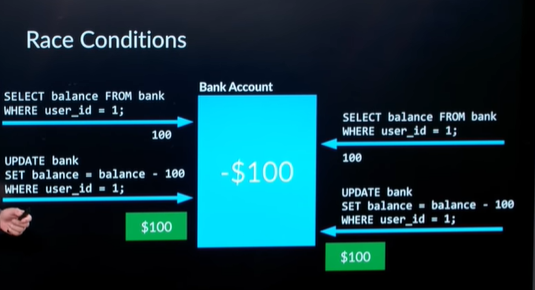 Race Conditions
Bank Account
SELECT balance FROM bank
WHERE user_id = 1;
100
UPDATE bank
SET balance = balance - 100
WHERE user_id = 1;
$100
-$100
SELECT balance FROM bank
WHERE user_id = 1;
100
UPDATE bank
SET balance = balance - 100
WHERE user_id = 1;
$100